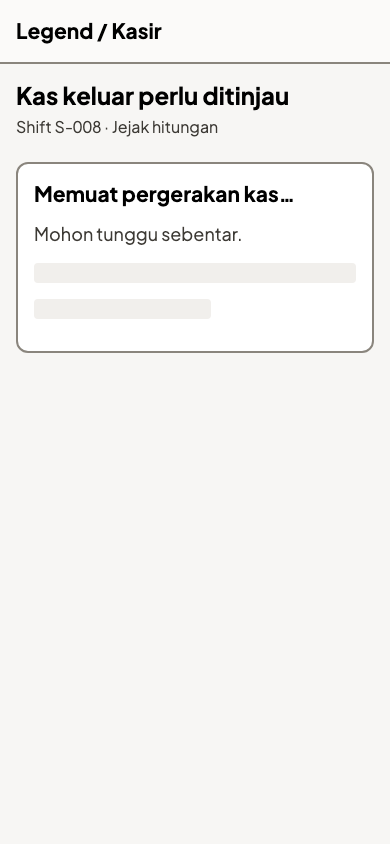 Legend / Kasir
Kas keluar perlu ditinjau
Shift S-008 · Jejak hitungan
Memuat pergerakan kas…
Mohon tunggu sebentar.